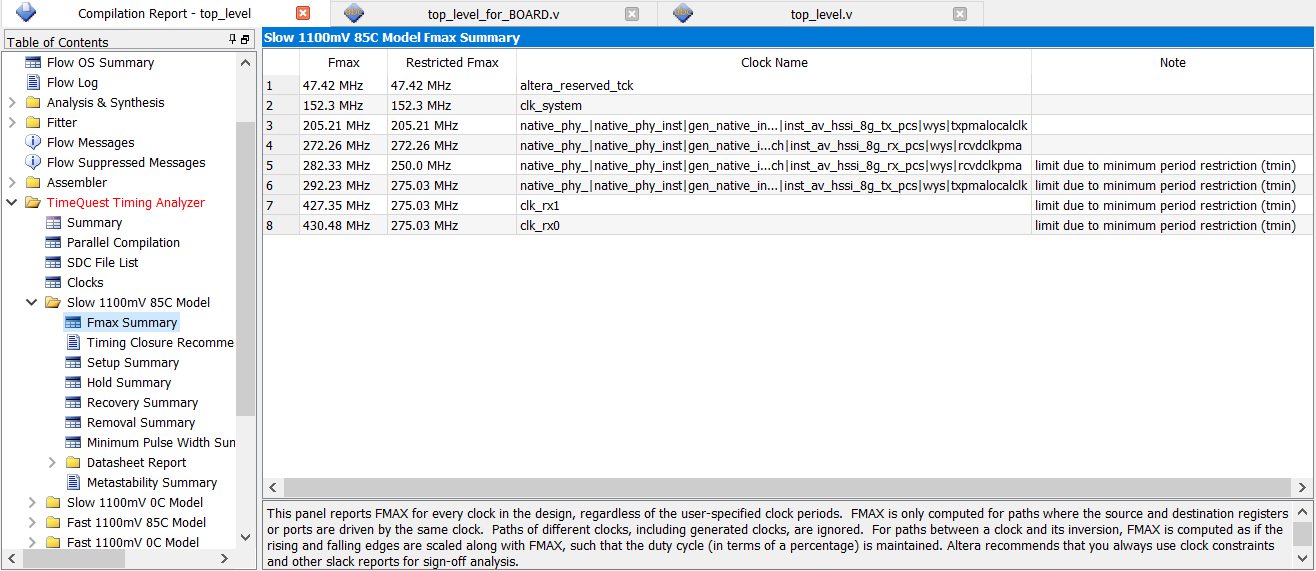 Compilation Report - top_level
top_level_for_BOARD.v
top_level.v
Table of Contents
Flow OS Summary
Flow Log
Analysis & Synthesis
Fitter
Flow Messages
Flow Suppressed Messages
Assembler
TimeQuest Timing Analyzer
Summary
Parallel Compilation
SDC File List
Clocks
Slow 1100mV 85C Model
Fmax Summary
Timing Closure Recomme
Setup Summary
Hold Summary
Recovery Summary
Removal Summary
Minimum Pulse Width Sun
Datasheet Report
Metastability Summary
Slow 1100mV 0C Model
Fast 1100mV 85C Model
Fast 1100mV 0C Model
Slow 1100mV 85C Model Fmax Summary
Fmax Restricted Fmax Clock Name Note
1 47.42 MHz 47.42 MHz altera_reserved_tck
2 152.3 MHz 152.3 MHz clk_system
3 205.21 MHz 205.21 MHz native_phy_|native_phy_inst|gen_native_in...|inst_av_hssi_8g_tx_pcs|wys|txpmalocalclk
4 272.26 MHz 272.26 MHz native_phy_|native_phy_inst|gen_native_i...ch|inst_av_hssi_8g_rx_pcs|wys|rcvdclkpma
5 282.33 MHz 250.0 MHz native_phy_|native_phy_inst|gen_native_i...ch|inst_av_hssi_8g_rx_pcs|wys|rcvdclkpma limit due to minimum period restriction (tmin)
6 292.23 MHz 275.03 MHz native_phy_|native_phy_inst|gen_native_in...|inst_av_hssi_8g_tx_pcs|wys|txpmalocalclk limit due to minimum period restriction (tmin)
7 427.35 MHz 275.03 MHz clk_rx1 limit due to minimum period restriction (tmin)
8 430.48 MHz 275.03 MHz clk_rx0 limit due to minimum period restriction (tmin)
This panel reports FMAX for every clock in the design, regardless of the user-specified clock periods. FMAX is only computed for paths where the source and destination registers
or ports are driven by the same clock. Paths of different clocks, including generated clocks, are ignored. For paths between a clock and its inversion, FMAX is computed as if the
rising and falling edges are scaled along with FMAX, such that the duty cycle (in terms of a percentage) is maintained. Altera recommends that you always use clock constraints
and other slack reports for sign-off analysis.